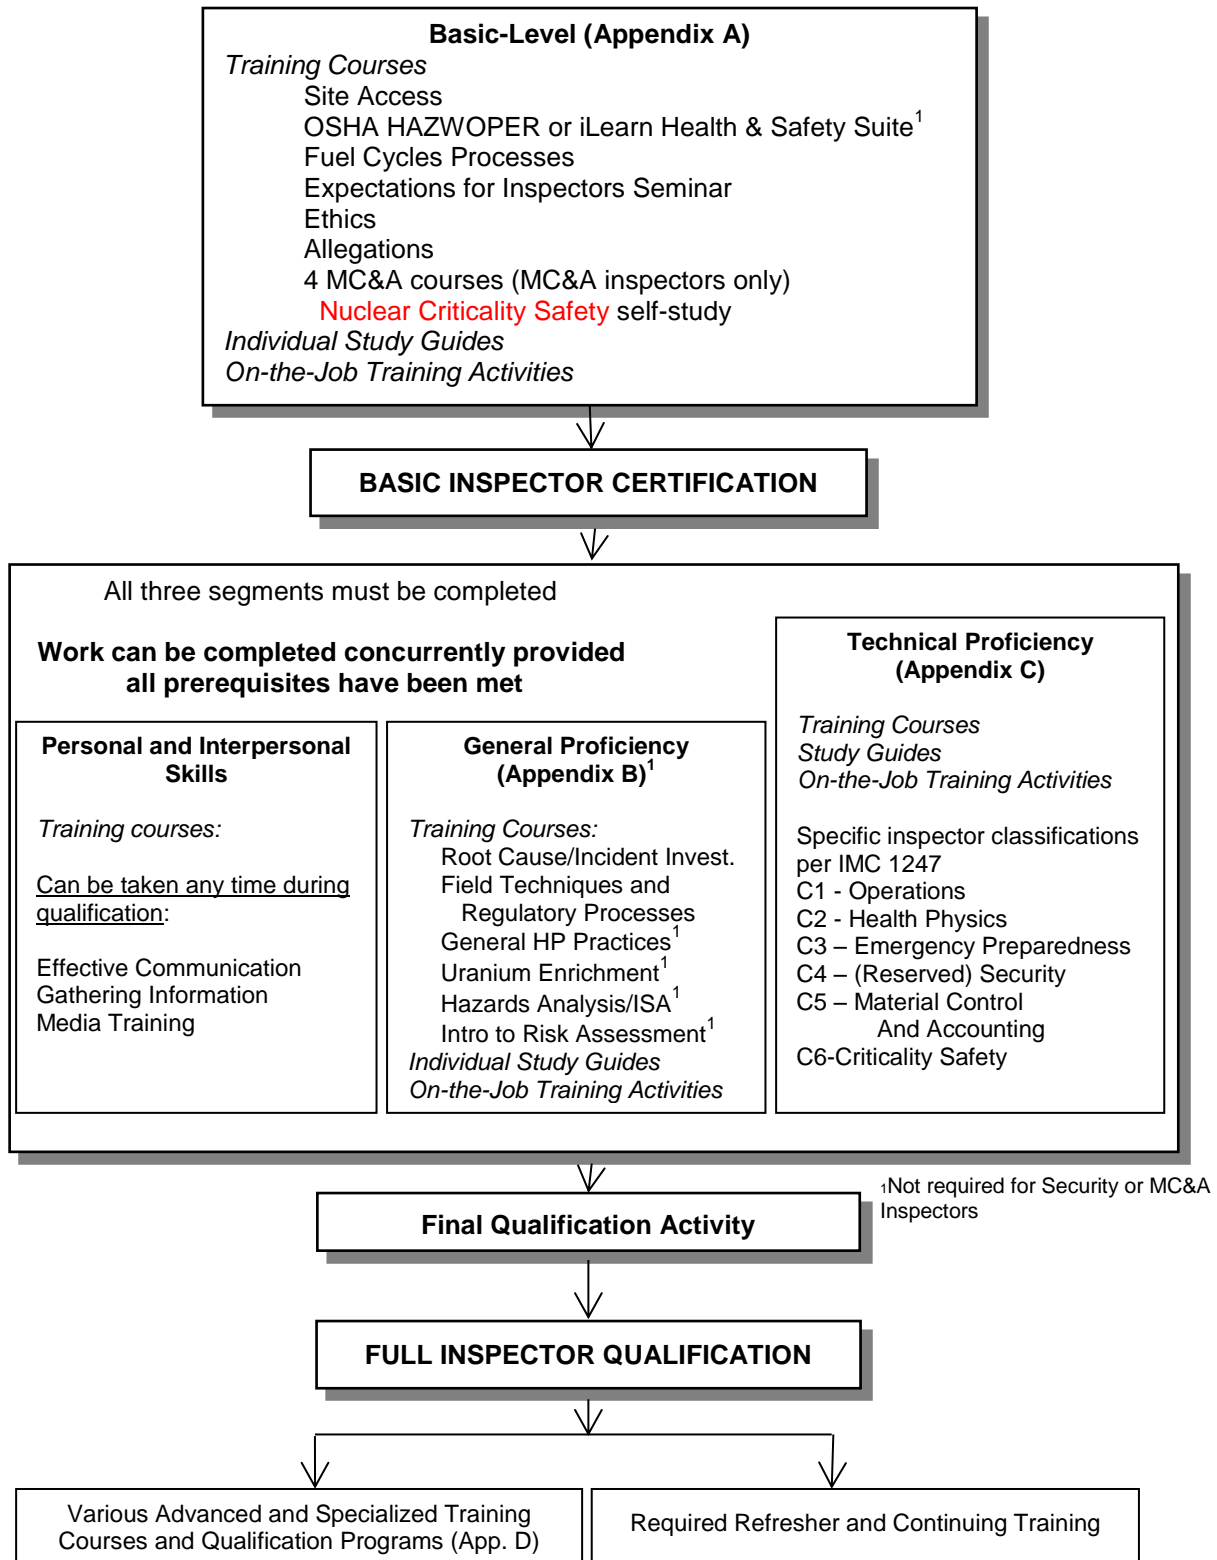 Basic-Level (Appendix A)
Training Courses
Site Access
OSHA HAZWOPER or iLearn Health & Safety Suite1
Fuel Cycles Processes
Expectations for Inspectors Seminar
Ethics
Allegations
4 MC&A courses (MC&A inspectors only)
Nuclear Criticality Safety self-study
Individual Study Guides
On-the-Job Training Activities
BASIC INSPECTOR CERTIFICATION
All three segments must be completed
Work can be completed concurrently provided
all prerequisites have been met
Personal and Interpersonal
Skills
Training courses:
Can be taken any time during
qualification:
Effective Communication
Gathering Information
Media Training
General Proficiency
(Appendix B)1
Training Courses:
Root Cause/Incident Invest.
Field Techniques and
Regulatory Processes
General HP Practices1
Uranium Enrichment1
Hazards Analysis/ISA1
Intro to Risk Assessment1
Individual Study Guides
On-the-Job Training Activities
Technical Proficiency
(Appendix C)
Training Courses
Study Guides
On-the-Job Training Activities
Specific inspector classifications
per IMC 1247
C1 - Operations
C2 - Health Physics
C3 – Emergency Preparedness
C4 – (Reserved) Security
C5 – Material Control
And Accounting
C6-Criticality Safety
1Not required for Security or MC&A
Inspectors
Final Qualification Activity
FULL INSPECTOR QUALIFICATION
Various Advanced and Specialized Training
Courses and Qualification Programs (App. D)
Required Refresher and Continuing Training